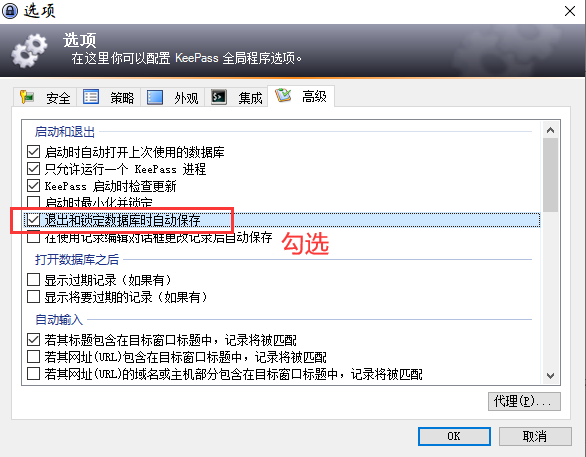 选项
选项
在这里你可以配置 KeePass 全局程序选项。
安全 策略 外观 集成 高级
启动和退出
启动时自动打开上次使用的数据库
只允许运行一个 KeePass 进程
KeePass 启动时检查更新
启动时最小化并锁定
退出和锁定数据库时自动保存
在使用记录编辑对话框更改记录后自动保存
勾选
打开数据库之后
显示过期记录(如果有)
显示将要过期的记录(如果有)
自动输入
若其标题包含在目标窗口标题中，记录将被匹配
若其网址(URL)包含在目标窗口标题中，记录将被匹配
若其网址(URL)的域名或主机部分包含在目标窗口标题中，记录将被匹配
代理(P)...
OK 取消